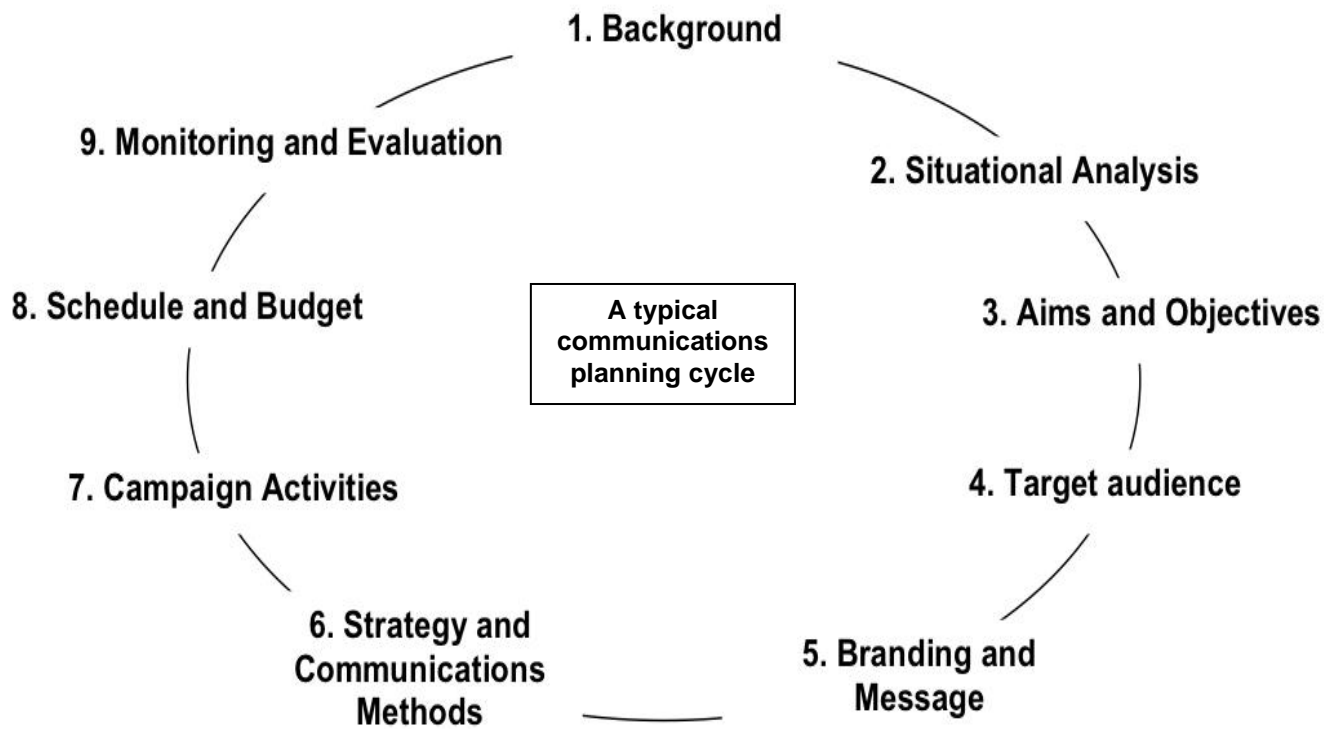 1. Background
2. Situational Analysis
3. Aims and Objectives
4. Target audience
5. Branding and
Message
6. Strategy and
Communications
Methods
7. Campaign Activities
8. Schedule and Budget
9. Monitoring and Evaluation
A typical
communications
planning cycle